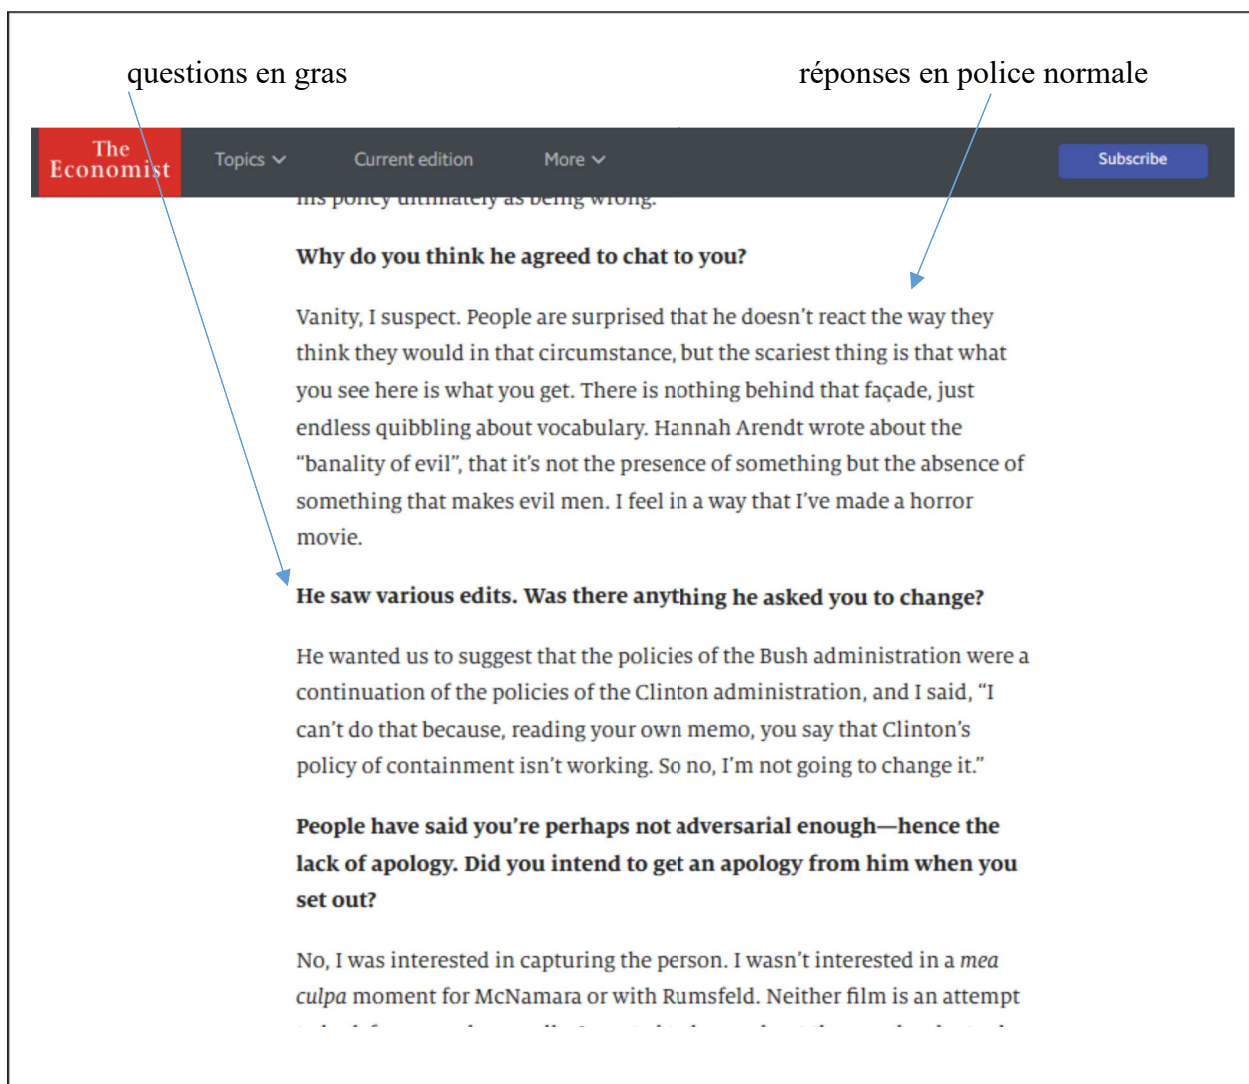 questions en gras
réponses en police normale
The
Economist
Topics
Current edition
More
Subscribe
his policy ultimately as being wrong.
Why do you think he agreed to chat to you?
Vanity, I suspect. People are surprised that he doesn’t react the way they
think they would in that circumstance, but the scariest thing is that what
you see here is what you get. There is nothing behind that façade, just
endless quibbling about vocabulary. Hannah Arendt wrote about the
“banality of evil”, that it’s not the presence of something but the absence of
something that makes evil men. I feel in a way that I’ve made a horror
movie.
He saw various edits. Was there anything he asked you to change?
He wanted us to suggest that the policies of the Bush administration were a
continuation of the policies of the Clinton administration, and I said, “I
can’t do that because, reading your own memo, you say that Clinton’s
policy of containment isn’t working. So no, I’m not going to change it.”
People have said you’re perhaps not adversarial enough—hence the
lack of apology. Did you intend to get an apology from him when you
set out?
No, I was interested in capturing the person. I wasn’t interested in a mea
culpa moment for McNamara or with Rumsfeld. Neither film is an attempt